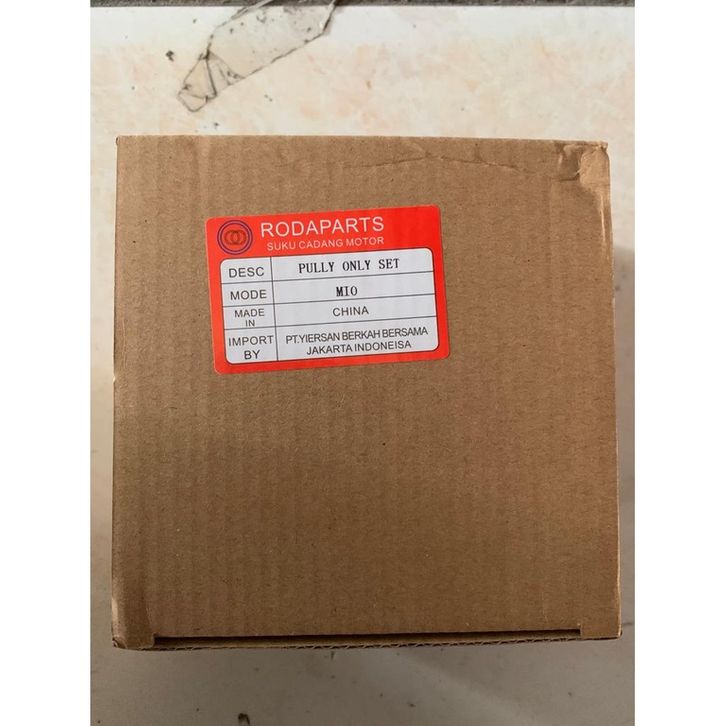 RODAPARTS
SUKU CADANG MOTOR
DESC PULLY ONLY SET
MODE MIO
MADE IN CHINA
IMPORT BY PT.YIERSAN BERKAH BERSAMA
JAKARTA INDONEISA